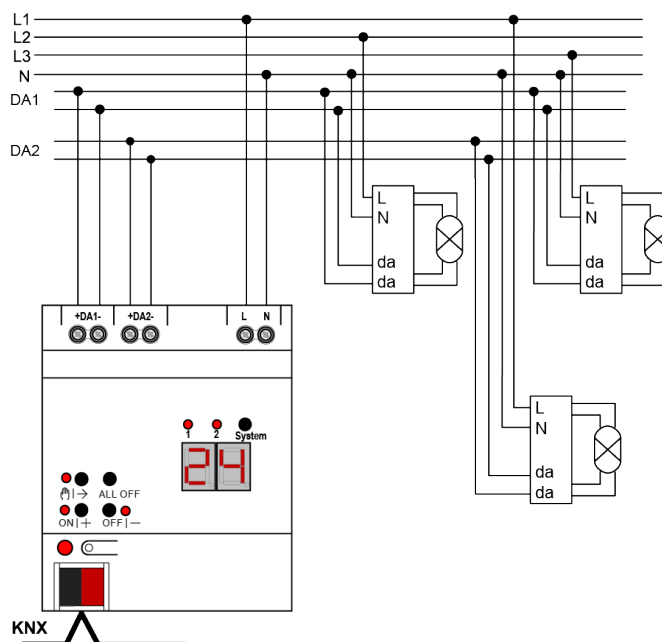 L1
L2
L3
N
DA1
DA2
L
N
da
da
L
N
da
da
+DA1- +DA2- L N
L
N
da
da
1 2 System
24
|→ ALL OFF
ON|+ OFF|−
KNX